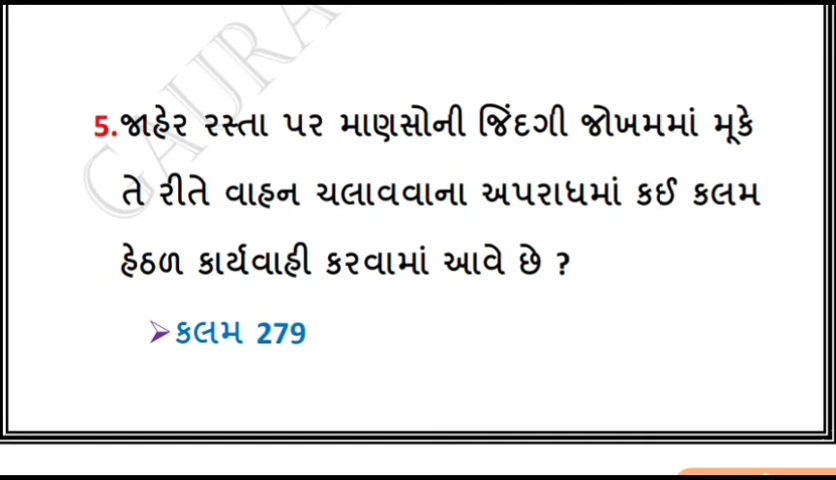 GAURA
5.જાહેર રસ્તા પર માણસોની જિંદગી જોખમમાં મૂકે
તે રીતે વાહન ચલાવવાના અપરાધમાં કઈ કલમ
હેઠળ કાર્યવાહી કરવામાં આવે છે ?
➢કલમ 279